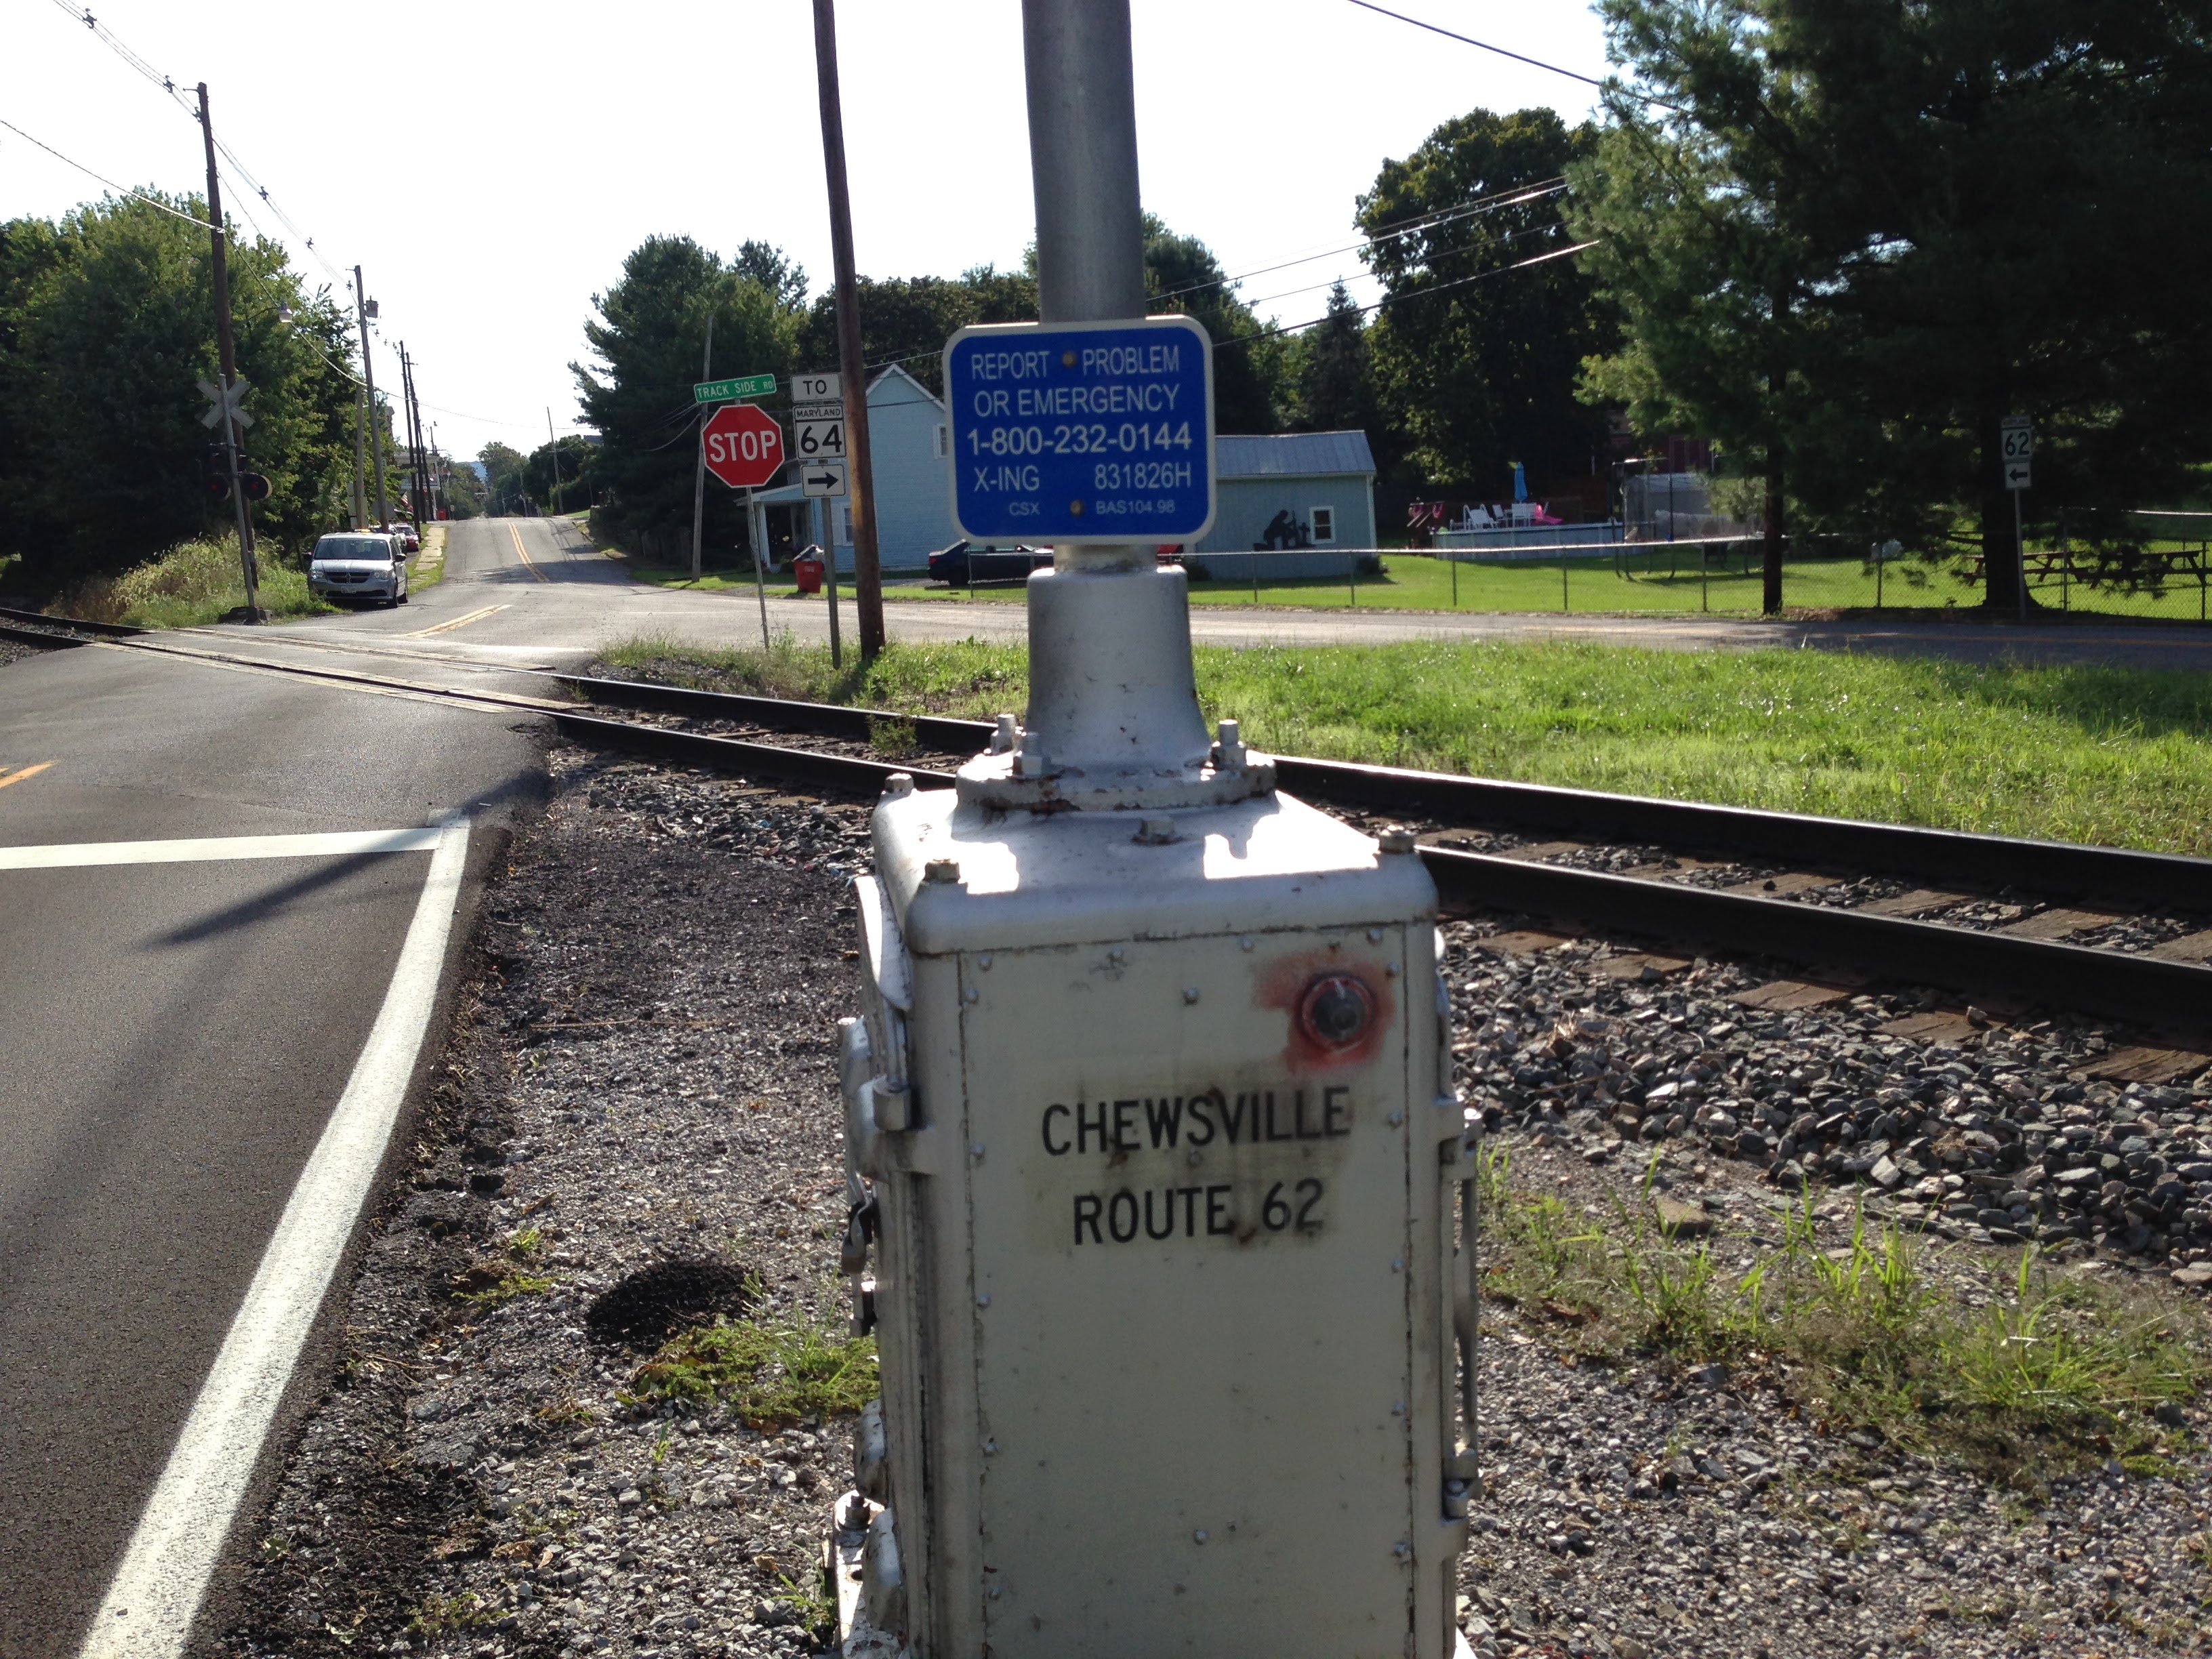 REPORT PROBLEM
OR EMERGENCY
1-800-232-0144
X-ING 831826H
CSX BAS104.98
TRACK SIDE RD
STOP
TO
MARYLAND
64
62
CHEWSVILLE
ROUTE 62